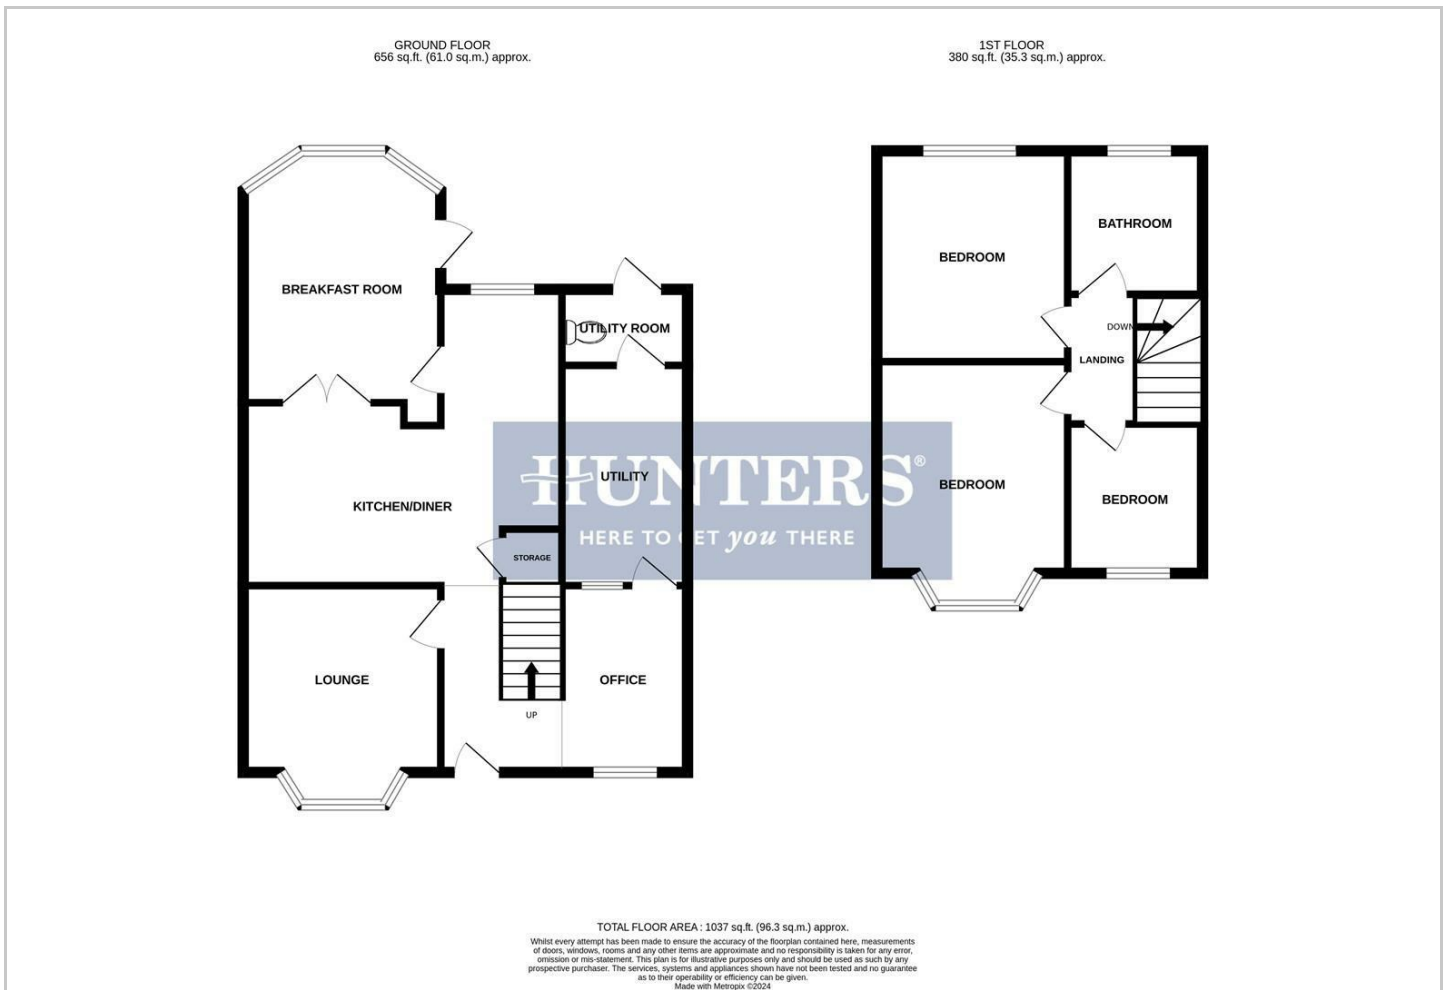 GROUND FLOOR
656 sq.ft. (61.0 sq.m.) approx.
1ST FLOOR
380 sq.ft. (35.3 sq.m.) approx.
BREAKFAST ROOM
UTILITY ROOM
UTILITY
KITCHEN/DINER
STORAGE
LOUNGE
OFFICE
UP
BEDROOM
BATHROOM
DOWN
LANDING
BEDROOM
BEDROOM
HUNTERS®
HERE TO GET you THERE
TOTAL FLOOR AREA : 1037 sq.ft. (96.3 sq.m.) approx.
Whilst every attempt has been made to ensure the accuracy of the floorplan contained here, measurements
of doors, windows, rooms and any other items are approximate and no responsibility is taken for any error,
omission or mis-statement. This plan is for illustrative purposes only and should be used as such by any
prospective purchaser. The services, systems and appliances shown have not been tested and no guarantee
as to their operability or efficiency can be given.
Made with Metropix ©2024